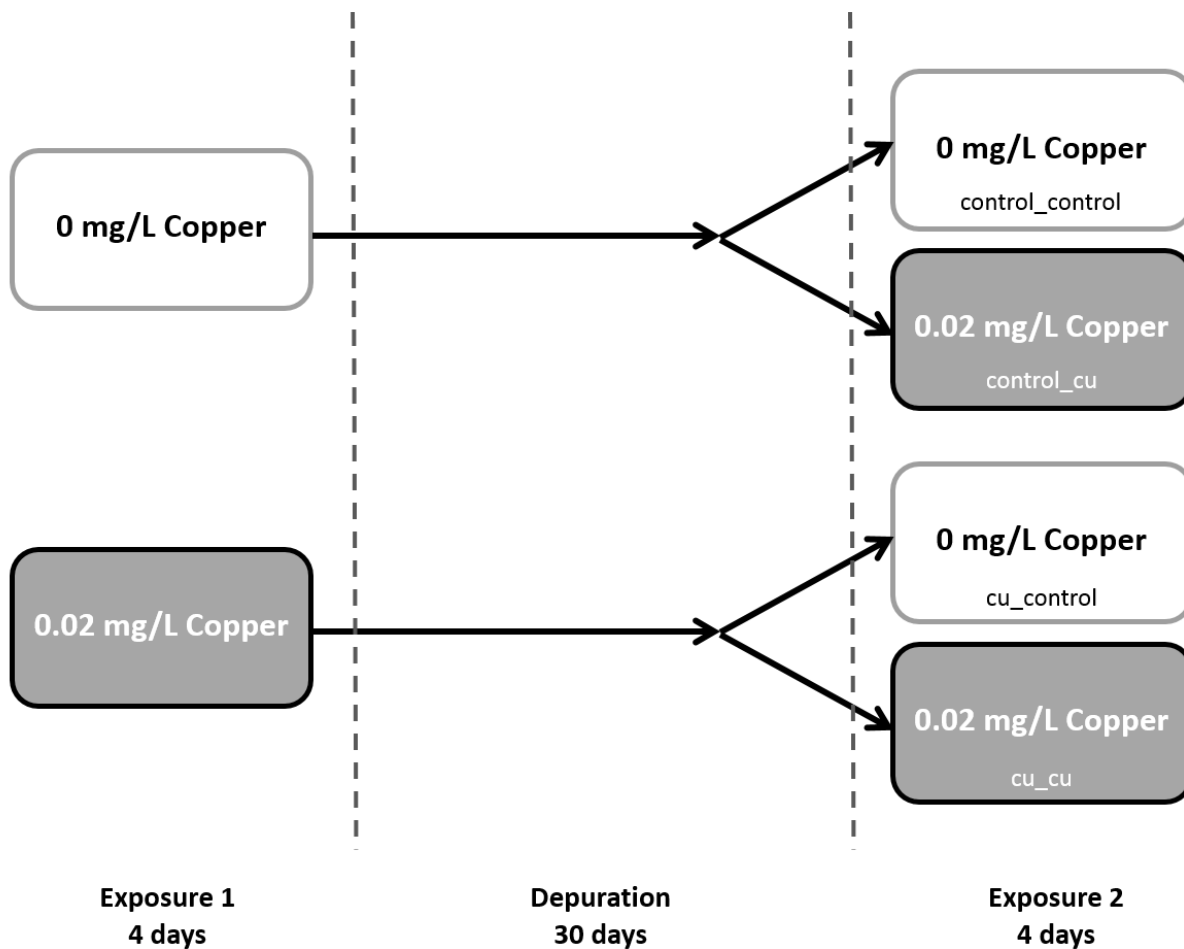 0 mg/L Copper
0 mg/L Copper
control_control
0.02 mg/L Copper
control_cu
0.02 mg/L Copper
0 mg/L Copper
cu_control
0.02 mg/L Copper
cu_cu
Exposure 1
4 days
Depuration
30 days
Exposure 2
4 days